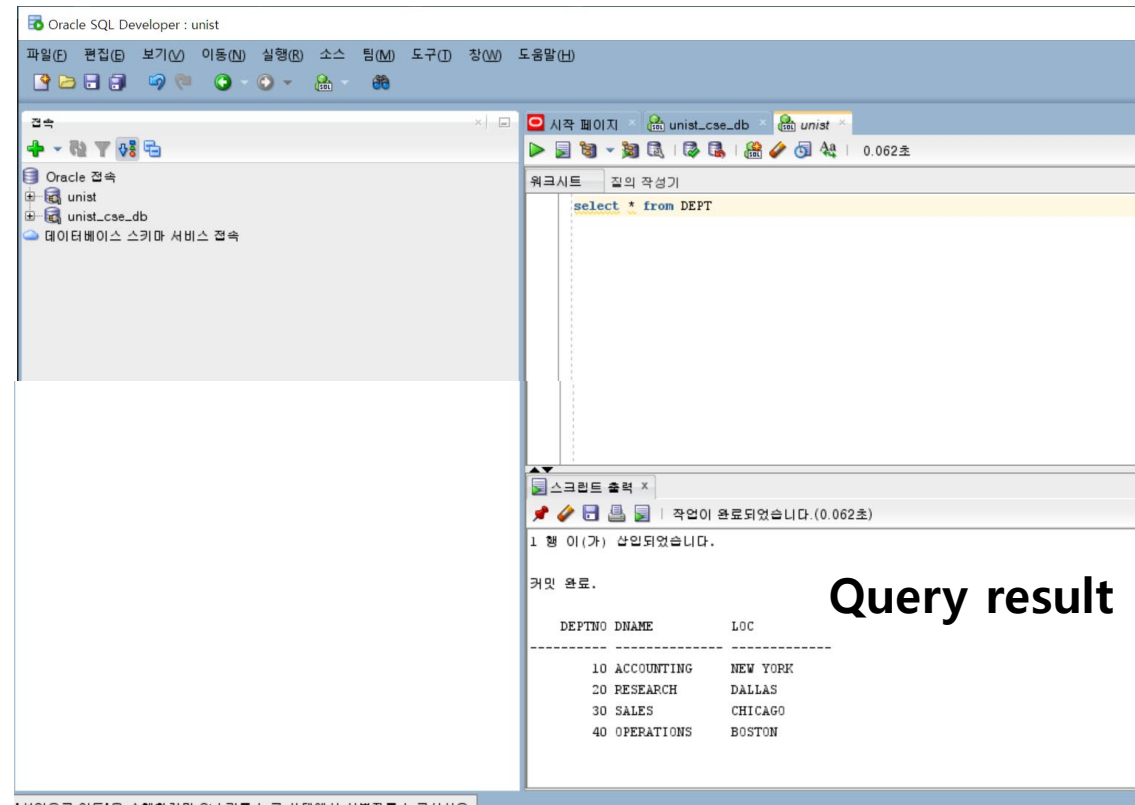 Oracle SQL Developer : unist
파일(F) 편집(E) 보기(V) 이동(N) 실행(R) 소스 팀(M) 도구(T) 창(W) 도움말(H)
접속
Oracle 접속
unist
unist_cse_db
데이터베이스 스키마 서비스 접속
시작 페이지 unist_cse_db unist
0.062초
워크시트 질의 작성기
select * from DEPT
스크립트 출력
작업이 완료되었습니다.(0.062초)
1 행 이(가) 삽입되었습니다.
커밋 완료.
Query result
DEPTNO DNAME LOC
---------- -------------- -------------
10 ACCOUNTING NEW YORK
20 RESEARCH DALLAS
30 SALES CHICAGO
40 OPERATIONS BOSTON